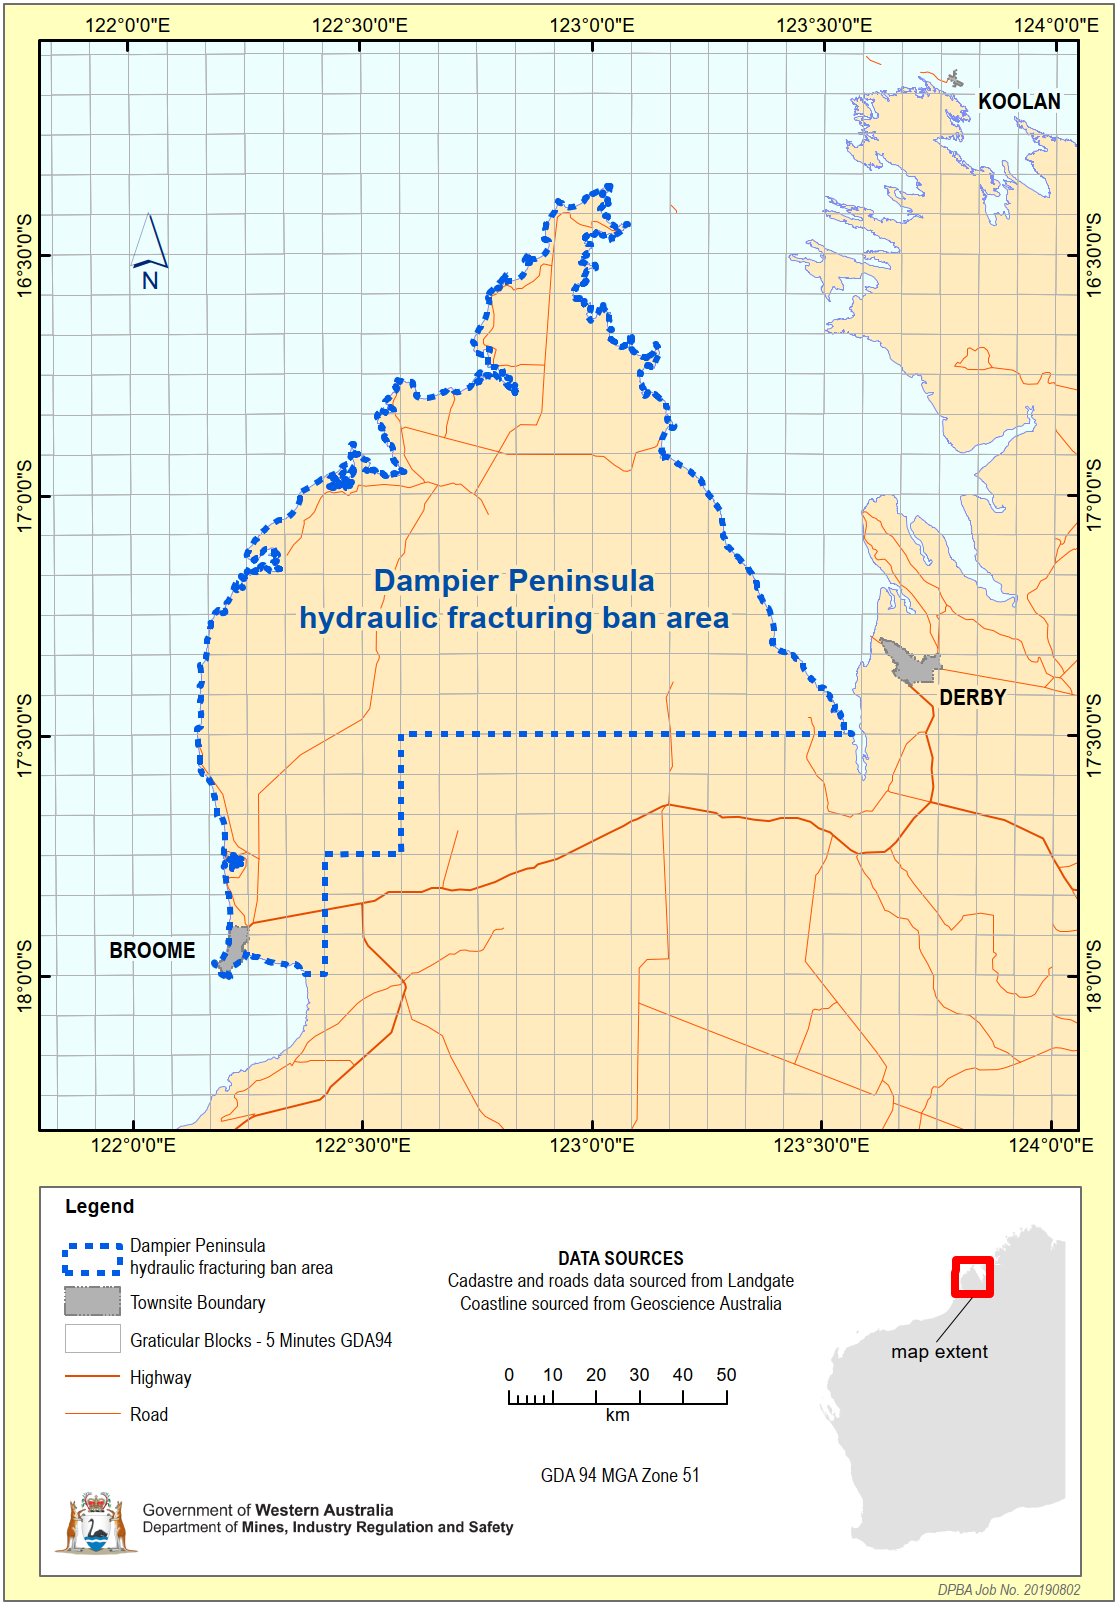 122°0'0"E 122°30'0"E 123°0'0"E 123°30'0"E 124°0'0"E
KOOLAN
16°30'0"S
16°30'0"S
N
17°0'0"S
17°0'0"S
Dampier Peninsula
hydraulic fracturing ban area
DERBY
17°30'0"S
17°30'0"S
BROOME
18°0'0"S
18°0'0"S
122°0'0"E 122°30'0"E 123°0'0"E 123°30'0"E 124°0'0"E
Legend
Dampier Peninsula
hydraulic fracturing ban area
Townsite Boundary
Graticular Blocks - 5 Minutes GDA94
Highway
Road
DATA SOURCES
Cadastre and roads data sourced from Landgate
Coastline sourced from Geoscience Australia
0 10 20 30 40 50
km
GDA 94 MGA Zone 51
map extent
Government of Western Australia
Department of Mines, Industry Regulation and Safety
DPBA Job No. 20190802